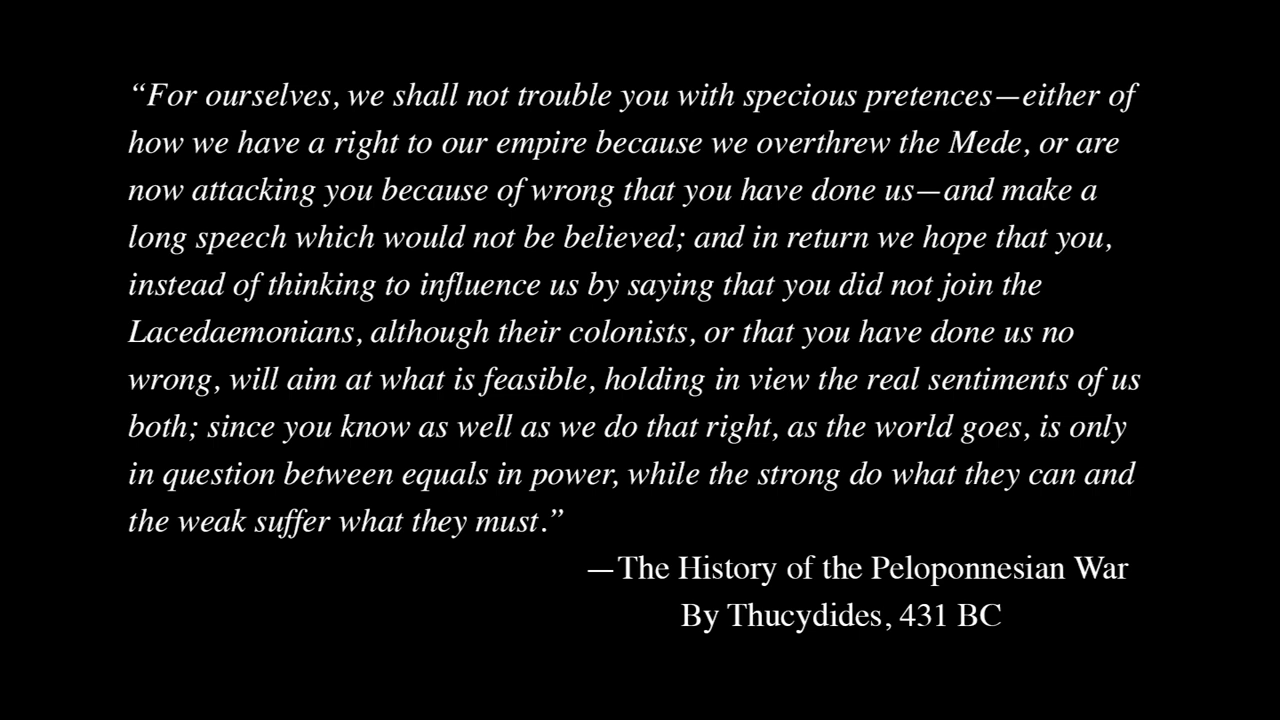 “For ourselves, we shall not trouble you with specious pretences—either of
how we have a right to our empire because we overthrew the Mede, or are
now attacking you because of wrong that you have done us—and make a
long speech which would not be believed; and in return we hope that you,
instead of thinking to influence us by saying that you did not join the
Lacedaemonians, although their colonists, or that you have done us no
wrong, will aim at what is feasible, holding in view the real sentiments of us
both; since you know as well as we do that right, as the world goes, is only
in question between equals in power, while the strong do what they can and
the weak suffer what they must.”
—The History of the Peloponnesian War
By Thucydides, 431 BC